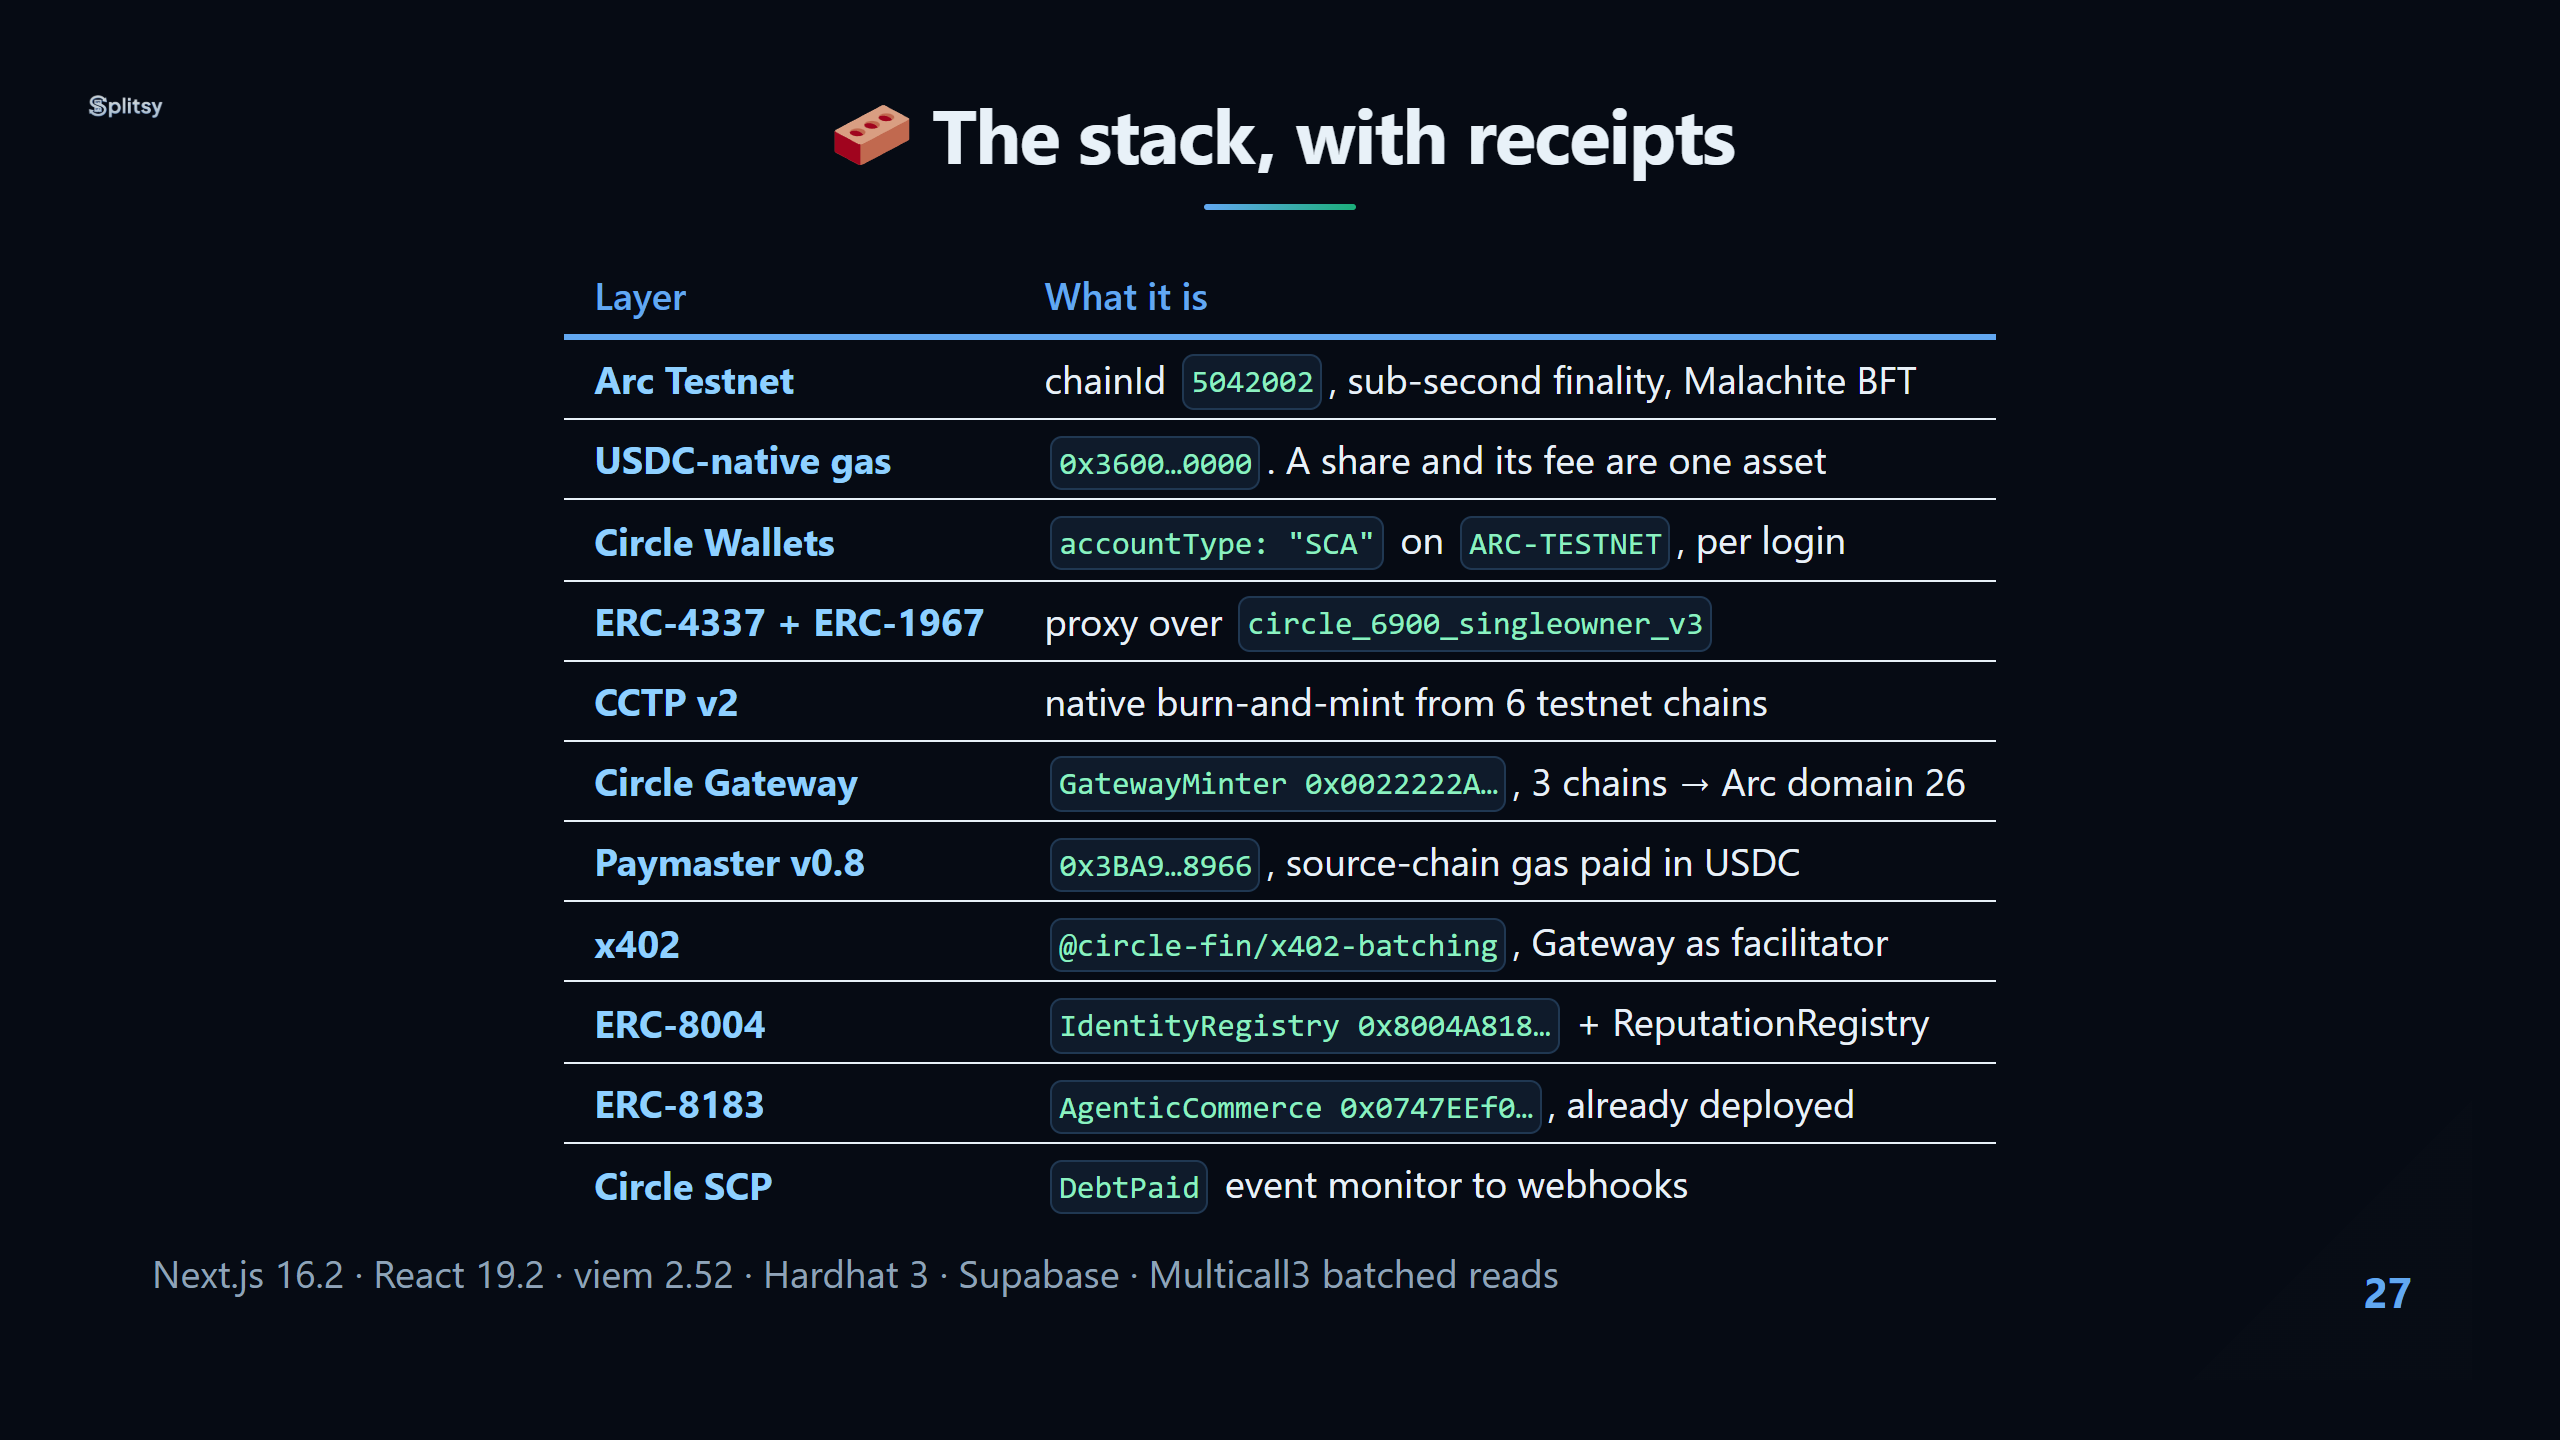 Splitsy
The stack, with receipts
Layer What it is
Arc Testnet chainId 5042002, sub-second finality, Malachite BFT
USDC-native gas 0x3600…0000. A share and its fee are one asset
Circle Wallets accountType: "SCA" on ARC-TESTNET, per login
ERC-4337 + ERC-1967 proxy over circle_6900_singleowner_v3
CCTP v2 native burn-and-mint from 6 testnet chains
Circle Gateway GatewayMinter 0x0022222A…, 3 chains → Arc domain 26
Paymaster v0.8 0x3BA9…8966, source-chain gas paid in USDC
x402 @circle-fin/x402-batching, Gateway as facilitator
ERC-8004 IdentityRegistry 0x8004A818… + ReputationRegistry
ERC-8183 AgenticCommerce 0x0747EEf0…, already deployed
Circle SCP DebtPaid event monitor to webhooks
Next.js 16.2 · React 19.2 · viem 2.52 · Hardhat 3 · Supabase · Multicall3 batched reads
27